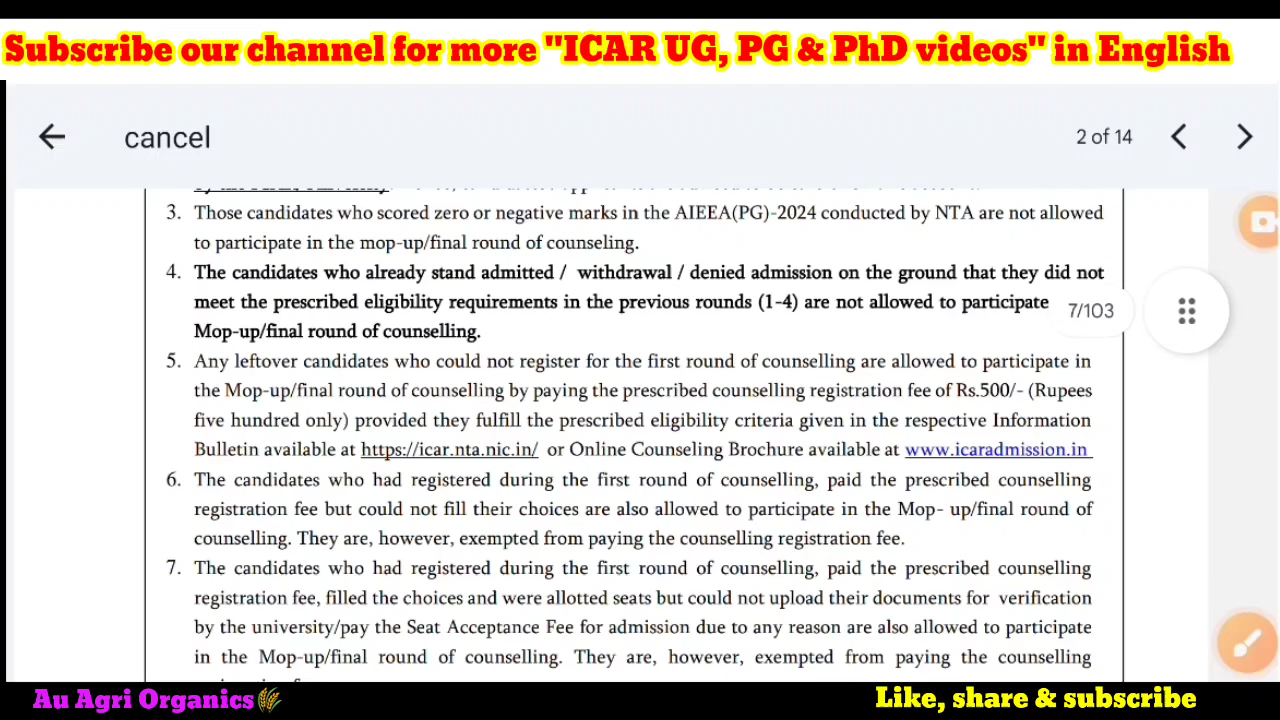 Subscribe our channel for more "ICAR UG, PG & PhD videos" in English
cancel
2 of 14
3. Those candidates who scored zero or negative marks in the AIEEA(PG)-2024 conducted by NTA are not allowed
to participate in the mop-up/final round of counseling.
4. The candidates who already stand admitted / withdrawal / denied admission on the ground that they did not
meet the prescribed eligibility requirements in the previous rounds (1-4) are not allowed to participate
7/103
Mop-up/final round of counselling.
5. Any leftover candidates who could not register for the first round of counselling are allowed to participate in
the Mop-up/final round of counselling by paying the prescribed counselling registration fee of Rs.500/- (Rupees
five hundred only) provided they fulfill the prescribed eligibility criteria given in the respective Information
Bulletin available at https://icar.nta.nic.in/ or Online Counseling Brochure available at www.icaradmission.in
6. The candidates who had registered during the first round of counselling, paid the prescribed counselling
registration fee but could not fill their choices are also allowed to participate in the Mop- up/final round of
counselling. They are, however, exempted from paying the counselling registration fee.
7. The candidates who had registered during the first round of counselling, paid the prescribed counselling
registration fee, filled the choices and were allotted seats but could not upload their documents for verification
by the university/pay the Seat Acceptance Fee for admission due to any reason are also allowed to participate
in the Mop-up/final round of counselling. They are, however, exempted from paying the counselling
Au Agri Organics
Like, share & subscribe